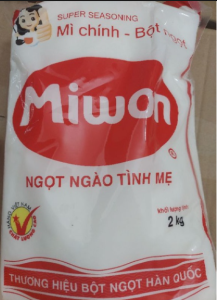 SUPER SEASONING
Mì chính - Bột
Miwon
®
NGỌT NGÀO TÌNH MẸ
Khối lượng
2 kg
THƯƠNG HIỆU BỘT NGỌT HÀN QUỐC